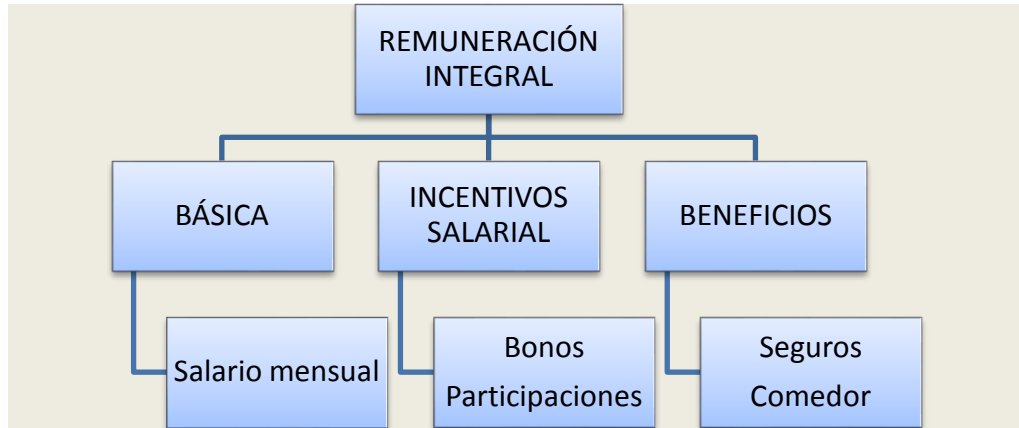 REMUNERACIÓN
INTEGRAL
BÁSICA
INCENTIVOS
SALARIAL
BENEFICIOS
Salario mensual
Bonos
Participaciones
Seguros
Comedor